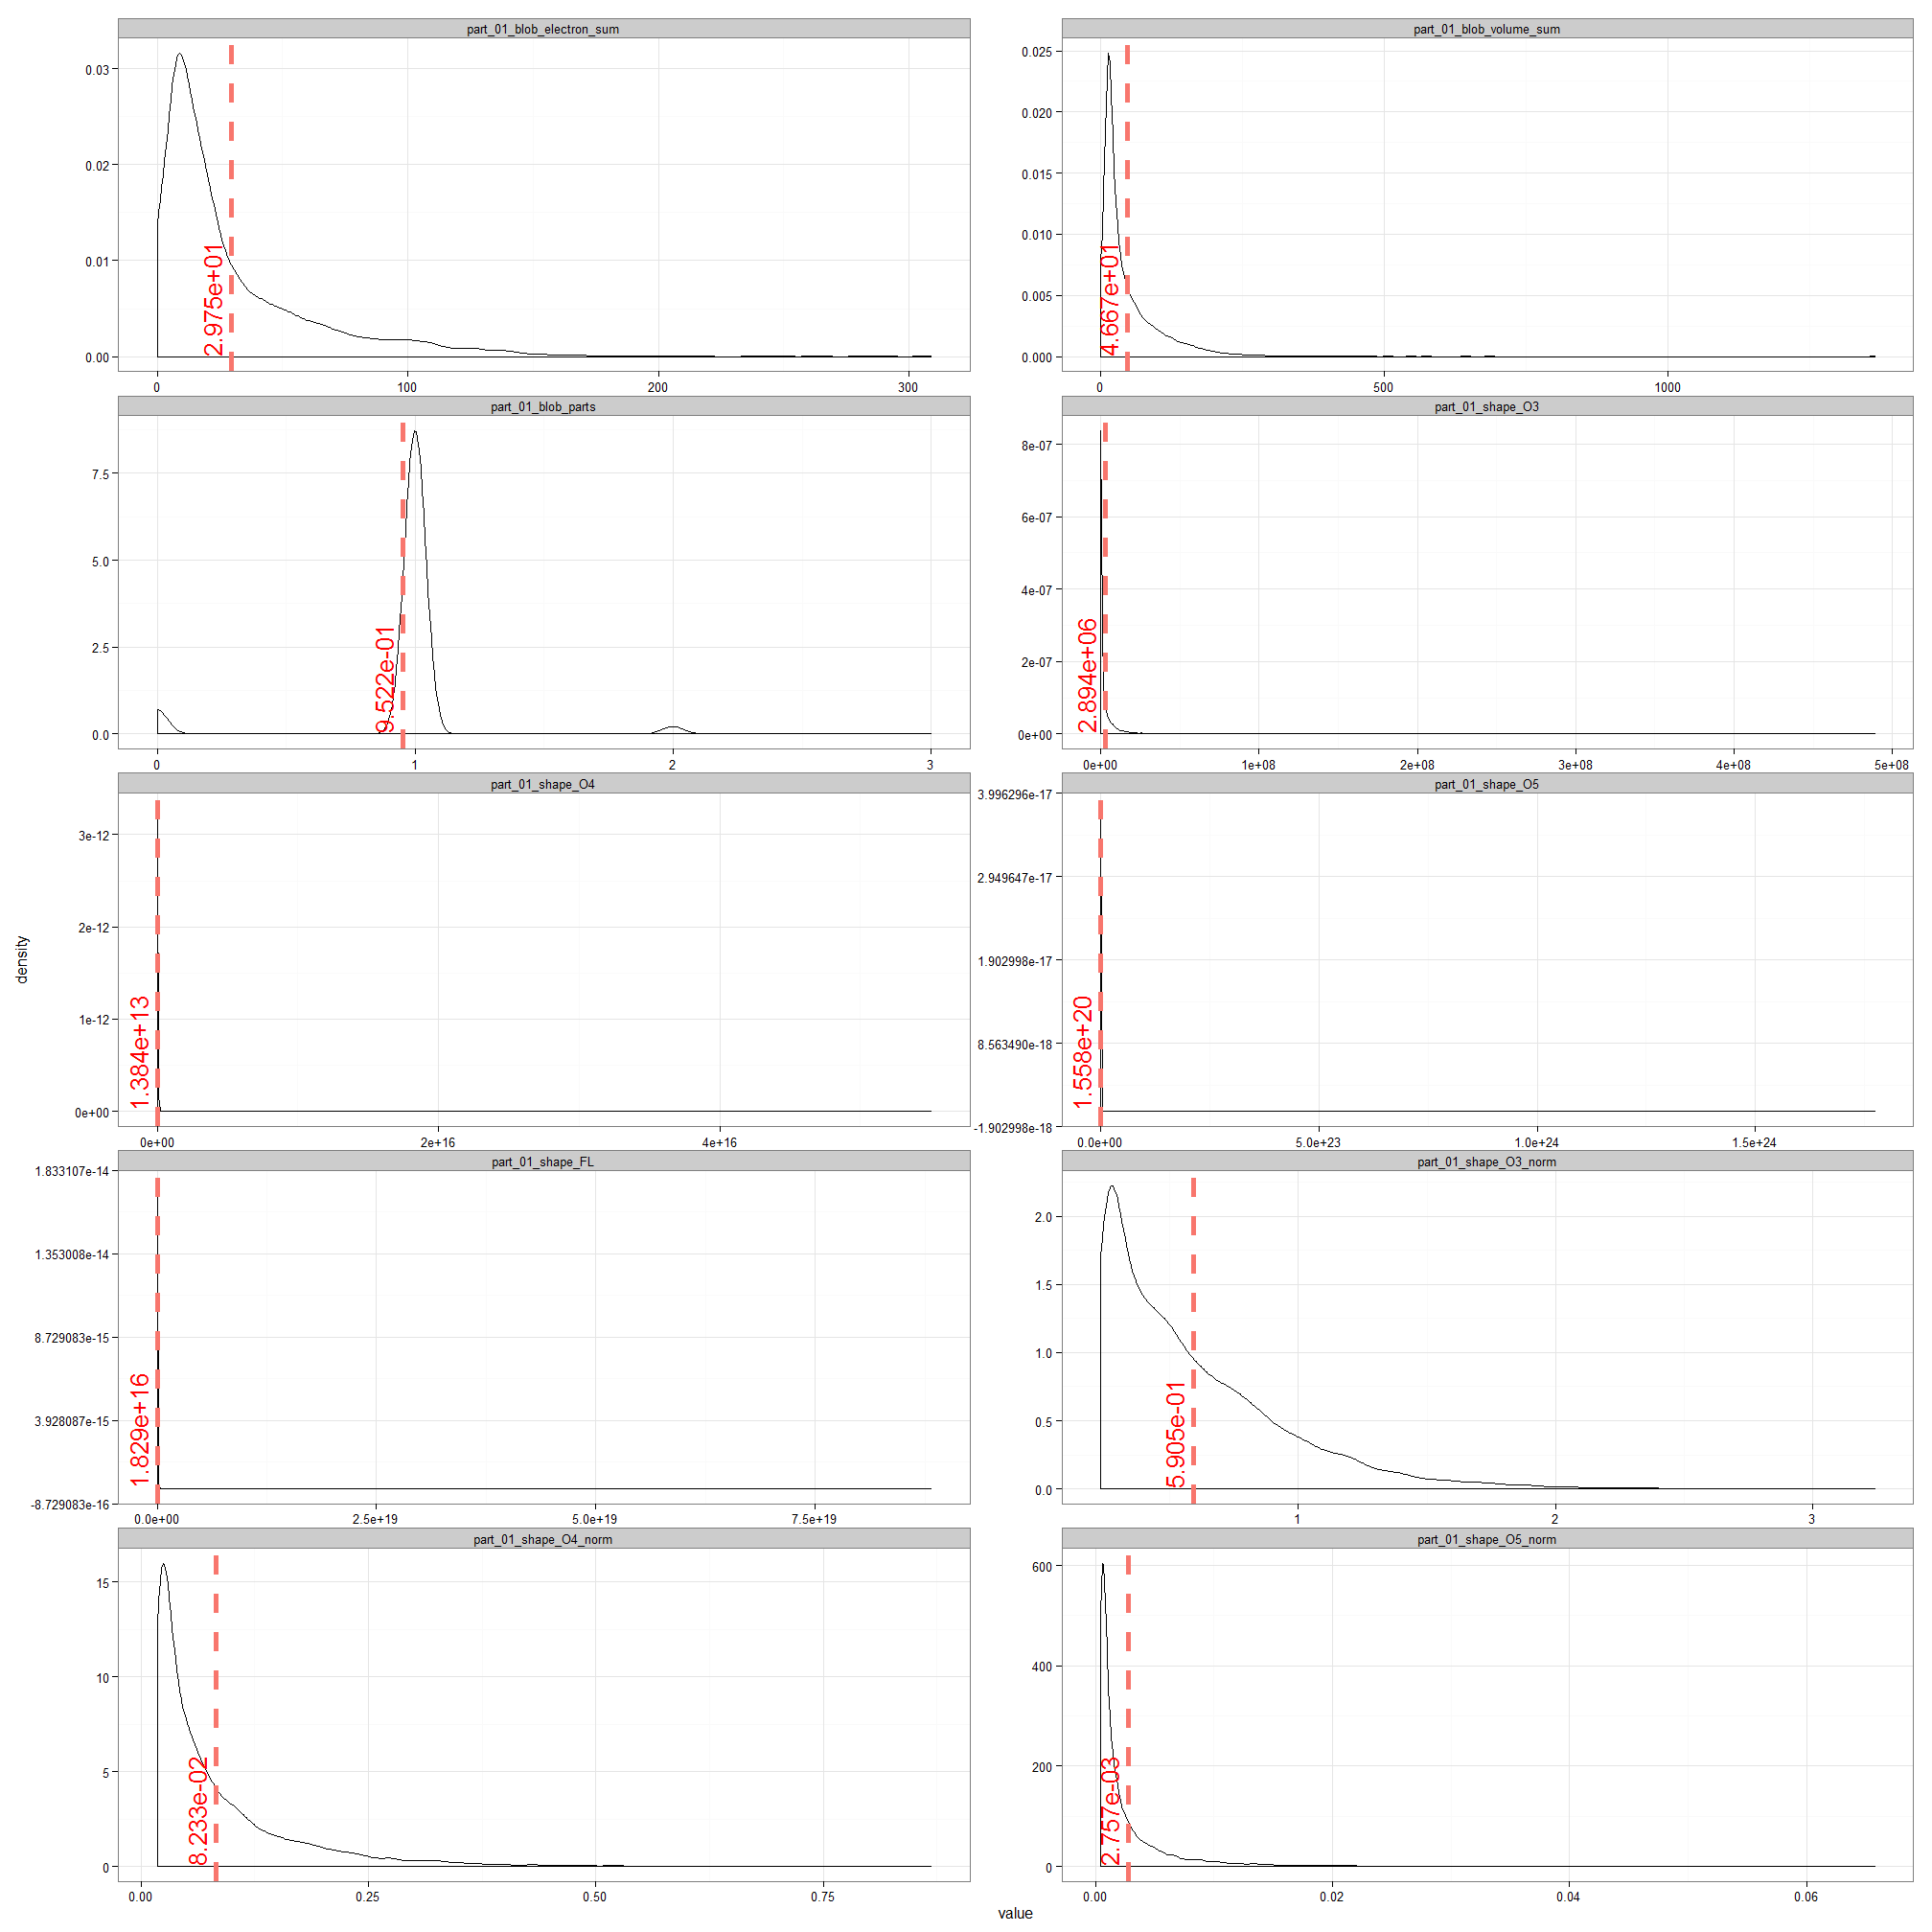 part_01_blob_electron_sum
0.03
0.02
0.01
0.00
2.975e+01
0
100
200
300
part_01_blob_volume_sum
0.025
0.020
0.015
0.010
0.005
0.000
4.667e+01
0
500
1000
part_01_blob_parts
7.5
5.0
2.5
0.0
9.522e-01
0
1
2
3
part_01_shape_O3
8e-07
6e-07
4e-07
2e-07
0e+00
2.894e+06
0e+00
1e+08
2e+08
3e+08
4e+08
5e+08
part_01_shape_O4
3e-12
2e-12
1e-12
0e+00
1.384e+13
0e+00
2e+16
4e+16
part_01_shape_O5
3.996296e-17
2.949647e-17
1.902998e-17
8.563490e-18
-1.902998e-18
1.558e+20
0.0e+00
5.0e+23
1.0e+24
1.5e+24
part_01_shape_FL
1.833107e-14
1.353008e-14
8.729083e-15
3.928087e-15
-8.729083e-16
1.829e+16
0.0e+00
2.5e+19
5.0e+19
7.5e+19
part_01_shape_O3_norm
2.0
1.5
1.0
0.5
0.0
5.905e-01
1
2
3
part_01_shape_O4_norm
15
10
5
0
8.233e-02
0.00
0.25
0.50
0.75
part_01_shape_O5_norm
600
400
200
0
2.757e-03
0.00
0.02
0.04
0.06
density
value